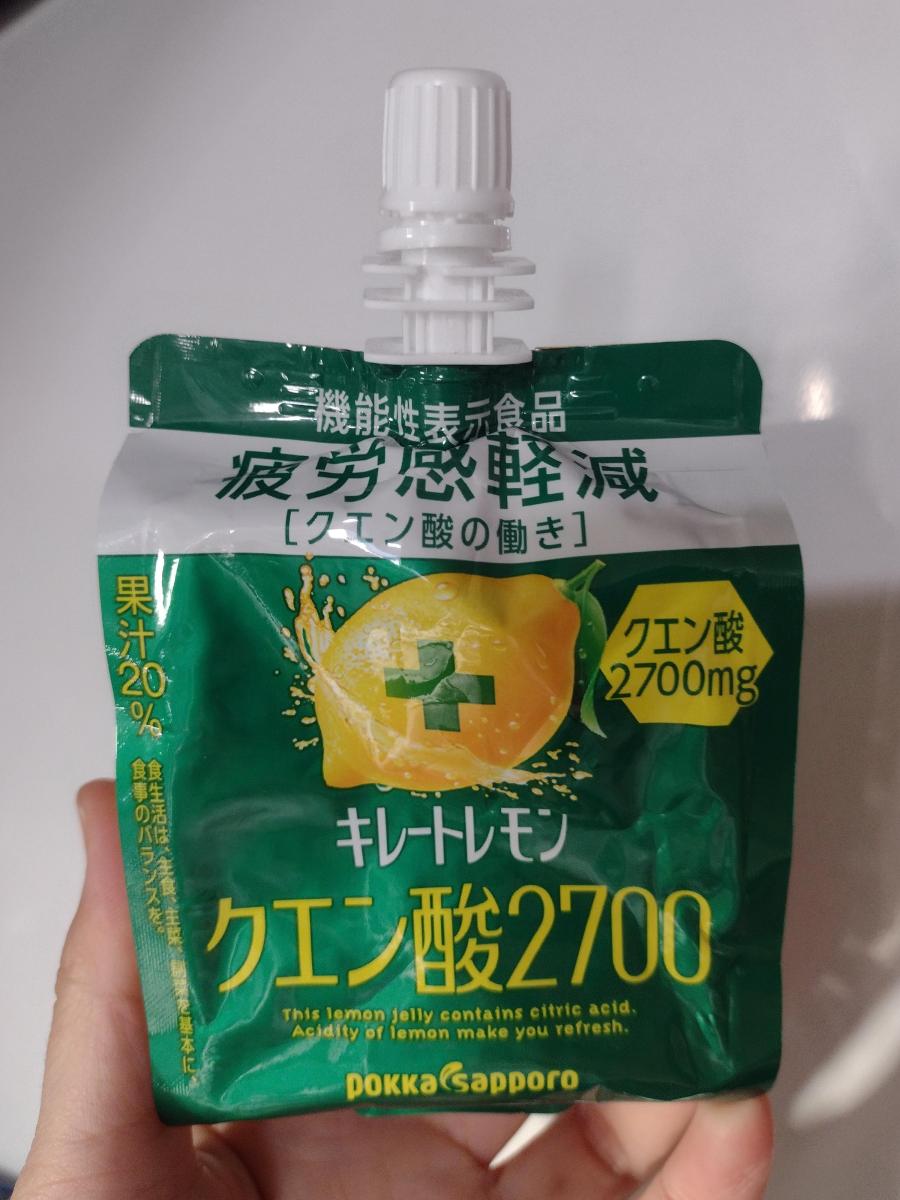 機能性表示食品
疲労感軽減
[クエン酸の働き]
果汁20%
クエン酸
2700mg
食生活は、主食、主菜、副菜を基本に、
食事のバランスを。
キレートレモン
クエン酸2700
This lemon jelly contains citric acid.
Acidity of lemon make you refresh.
pokka sapporo